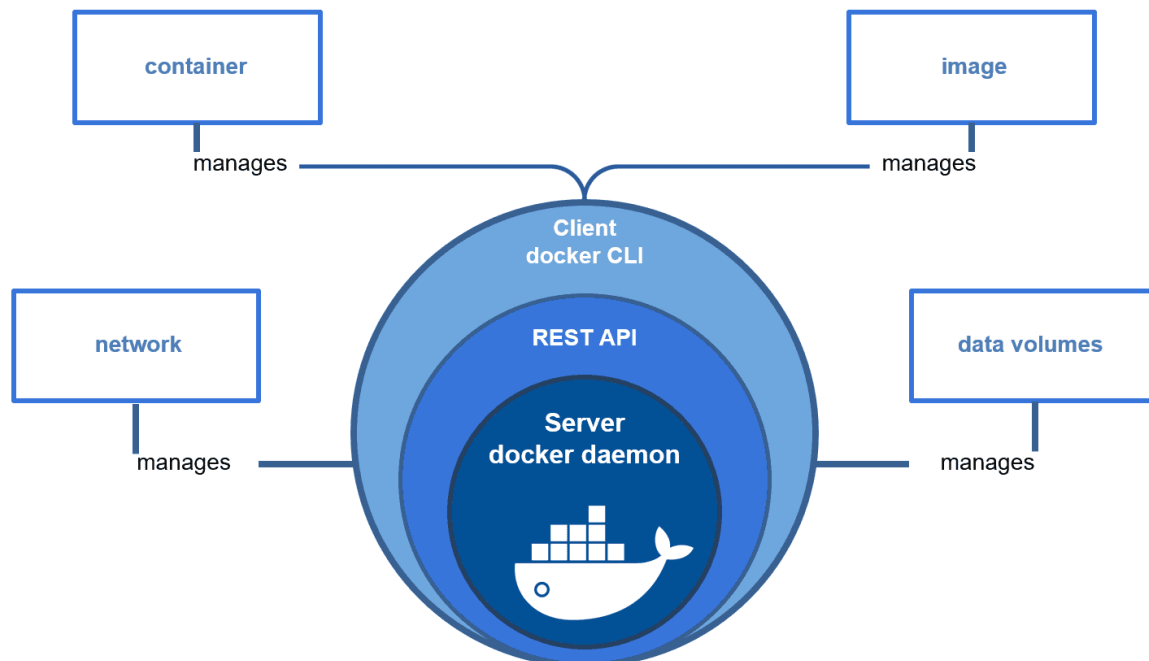 container
image
manages
manages
Client
docker CLI
network
REST API
data volumes
Server
docker daemon
manages
manages